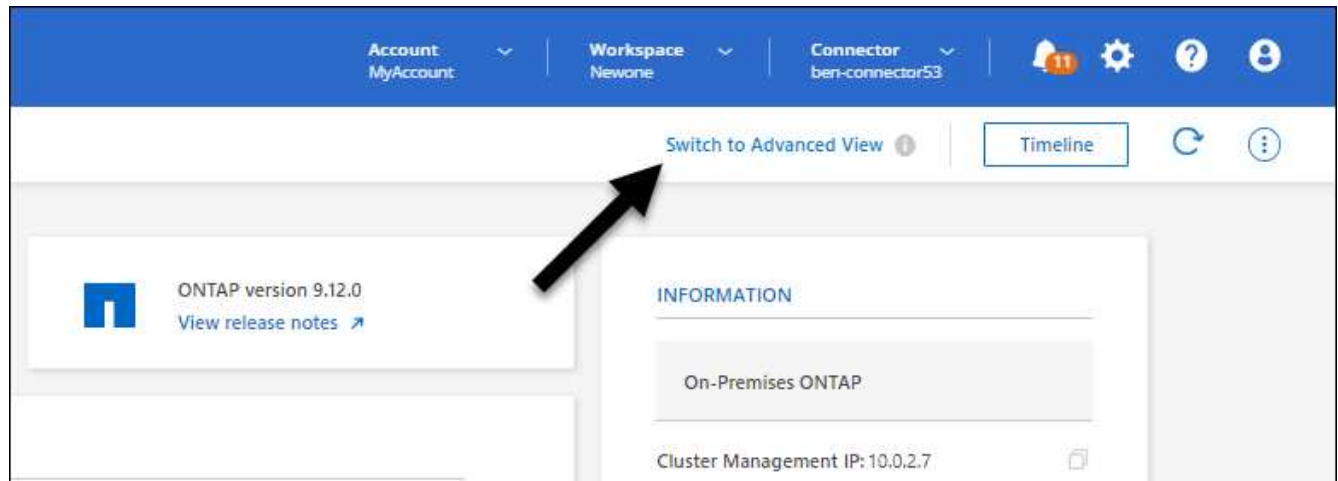 Account
MyAccount
Workspace
Newone
Connector
ben-connector53
11
Switch to Advanced View
Timeline
ONTAP version 9.12.0
View release notes
INFORMATION
On-Premises ONTAP
Cluster Management IP: 10.0.2.7